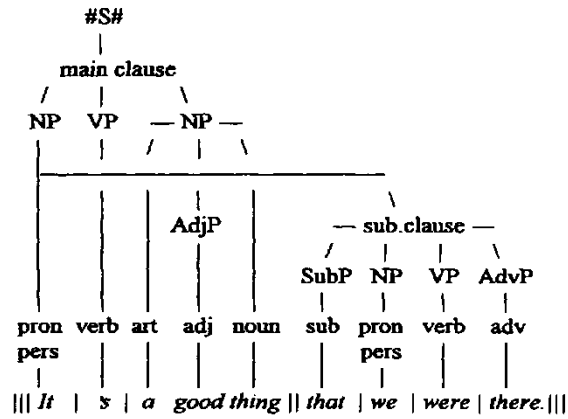 #S#
main clause
NP VP — NP —
AdjP — sub.clause —
SubP NP VP AdvP
pron verb art adj noun sub pron verb adv
pers pers
||| It | 's | a good thing || that | we | were | there.|||